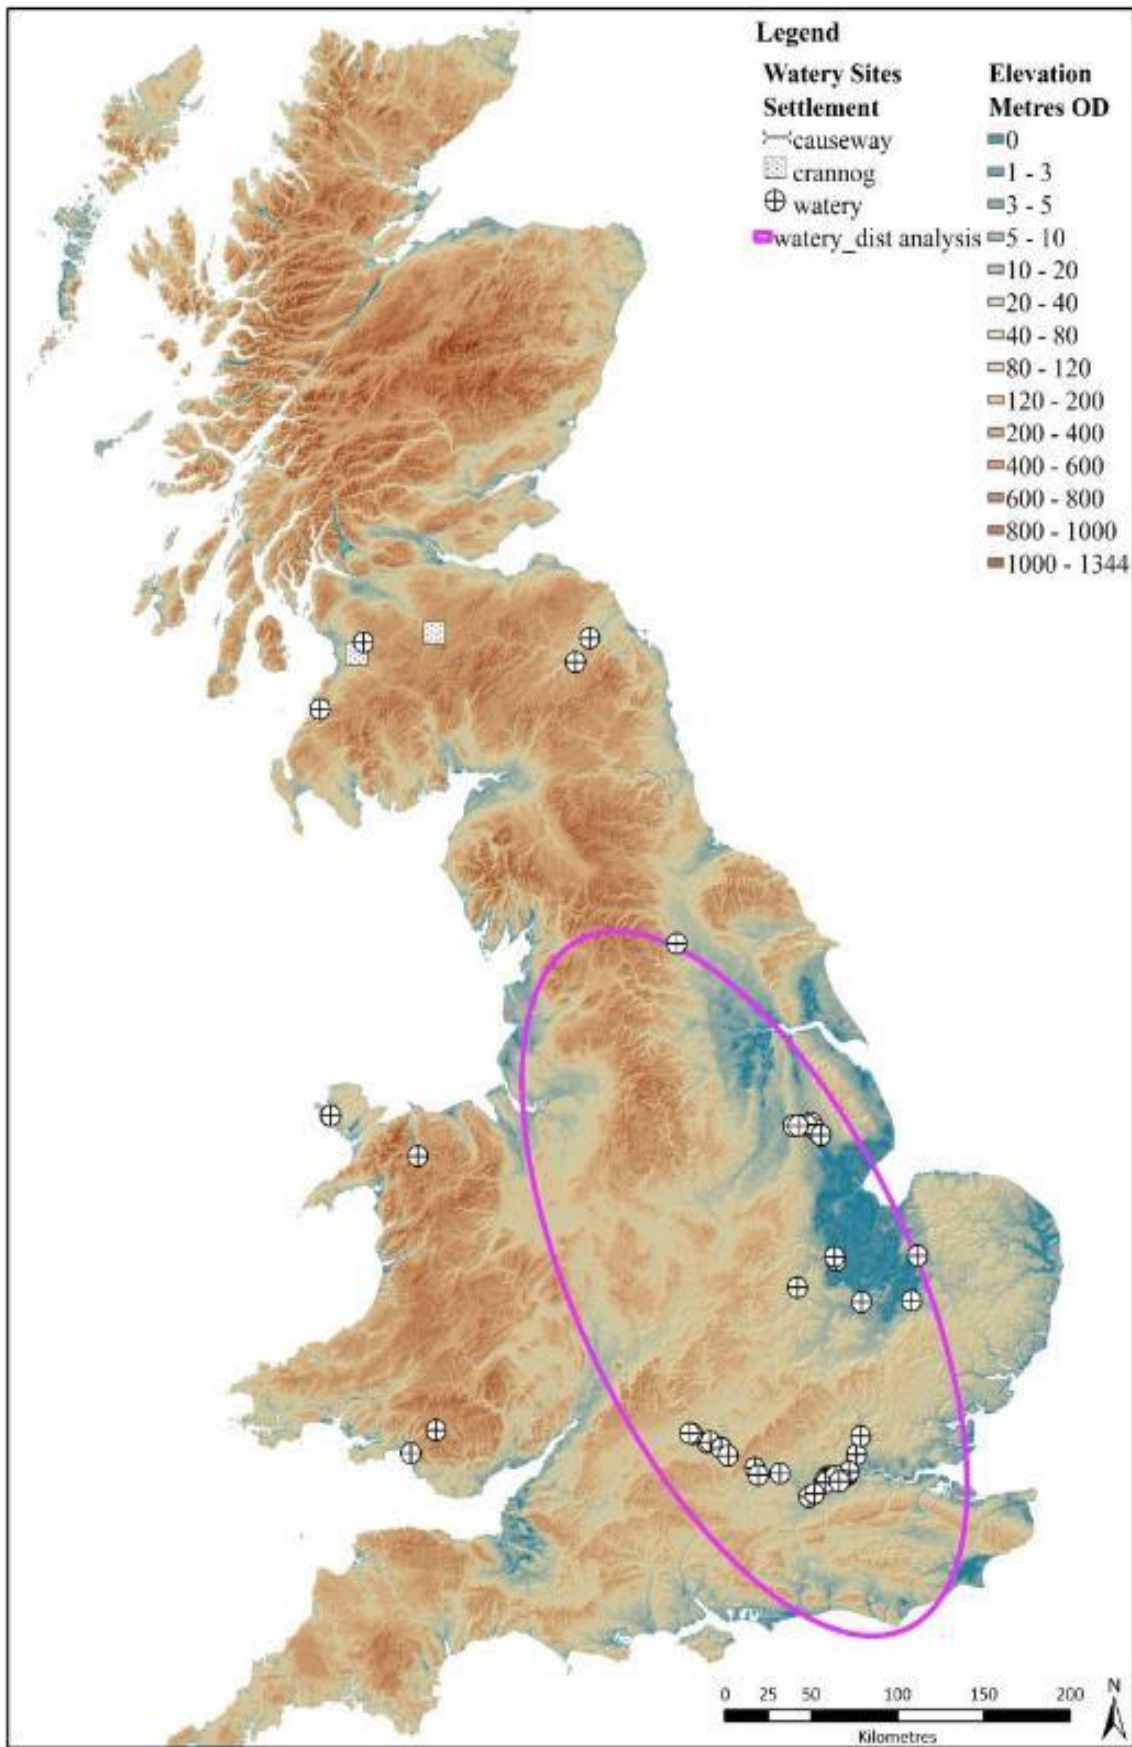 Legend
Watery Sites
Settlement
causeway
crannog
watery
watery_dist analysis
Elevation
Metres OD
0
1 - 3
3 - 5
5 - 10
10 - 20
20 - 40
40 - 80
80 - 120
120 - 200
200 - 400
400 - 600
600 - 800
800 - 1000
1000 - 1344
0 25 50 100 150 200
Kilometres
N